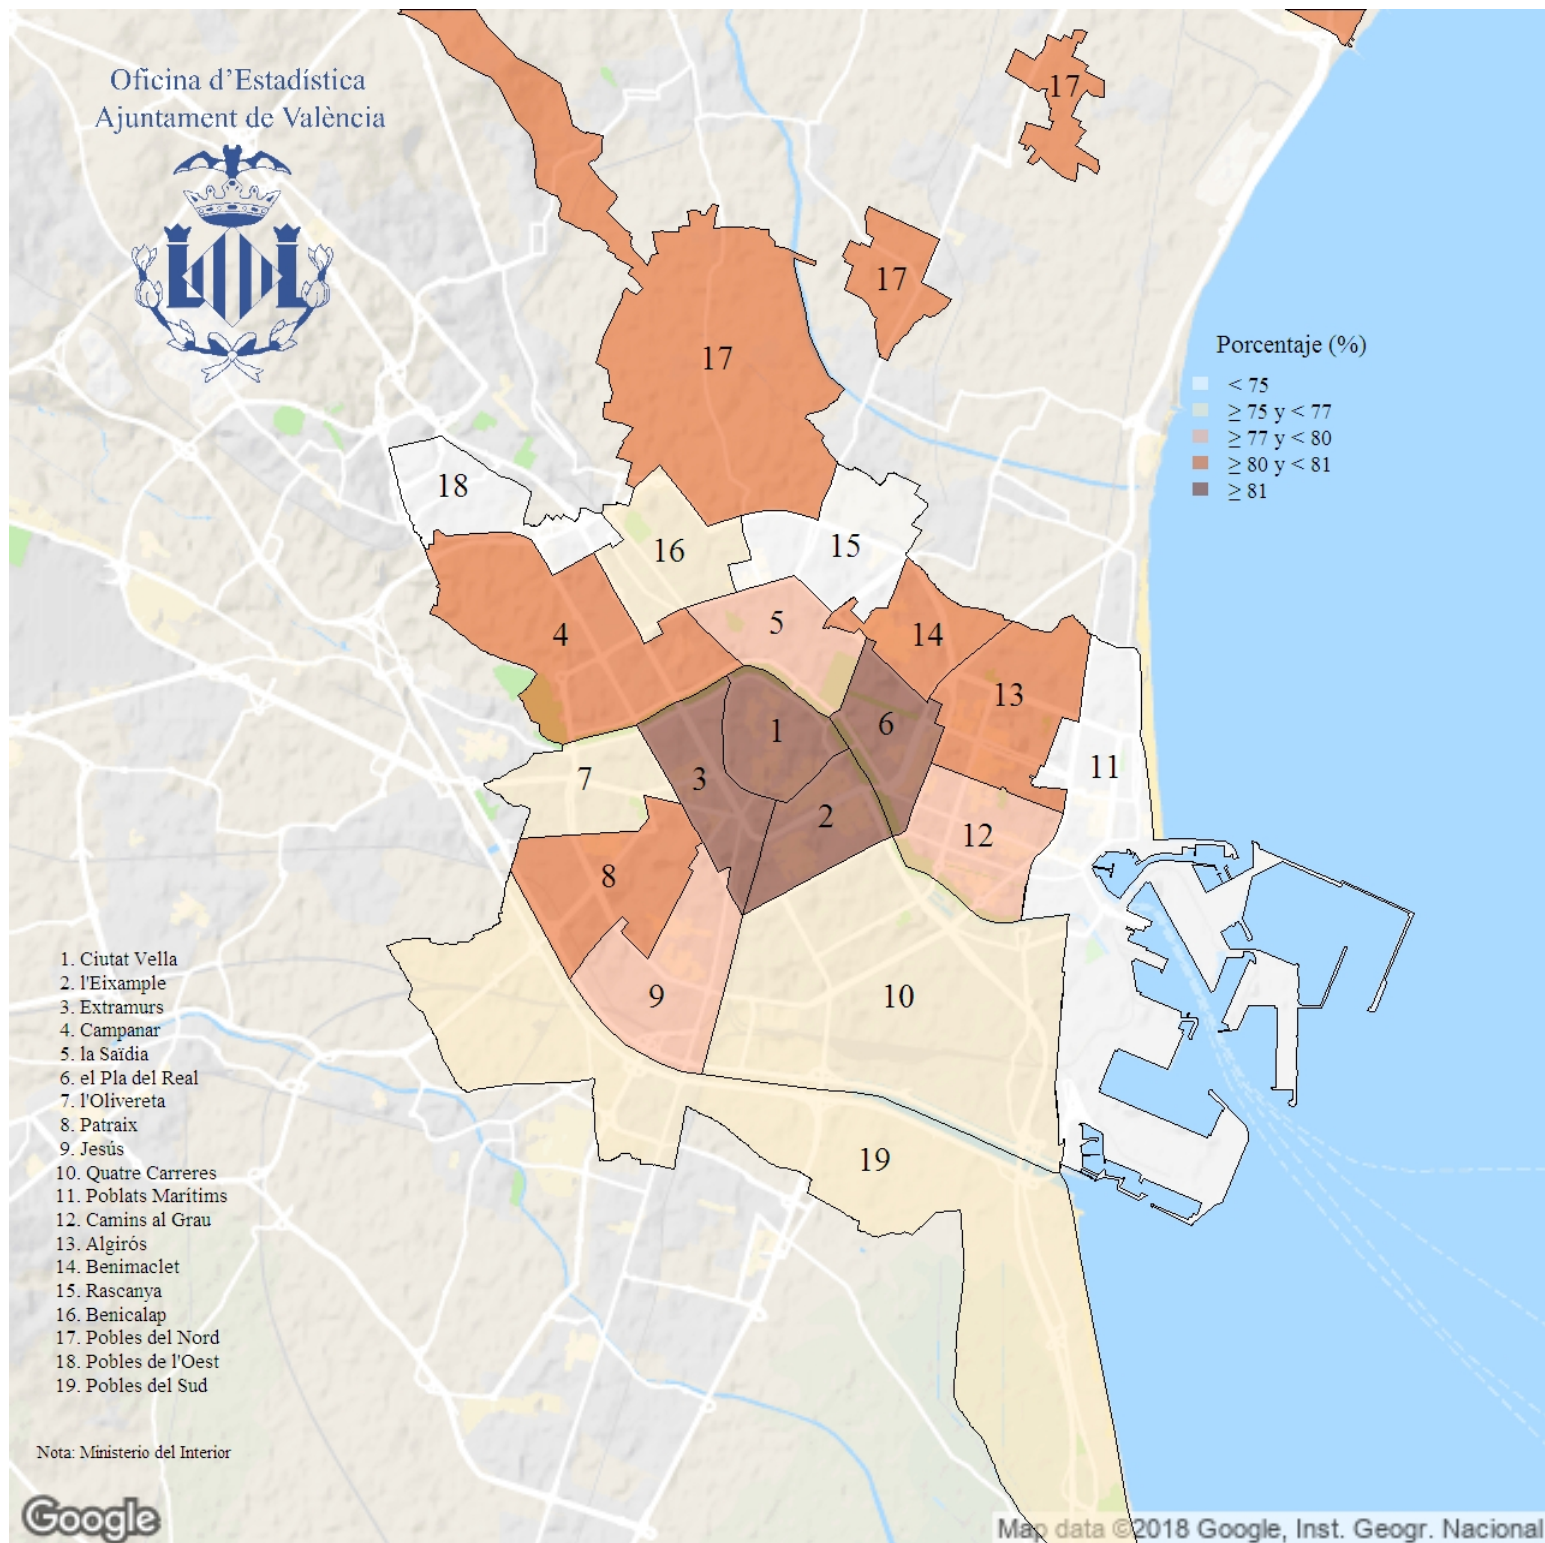 Oficina d'Estadística
Ajuntament de València
17
17
17
Porcentaje (%)
< 75
≥ 75 y < 77
≥ 77 y < 80
≥ 80 y < 81
≥ 81
18
16
15
5
4
14
13
1
6
3
7
11
2
12
8
9
10
19
1. Ciutat Vella
2. l'Eixample
3. Extramurs
4. Campanar
5. la Saïdia
6. el Pla del Real
7. l'Olivereta
8. Patraix
9. Jesús
10. Quatre Carreres
11. Poblats Marítims
12. Camins al Grau
13. Algirós
14. Benimaclet
15. Rascanya
16. Benicalap
17. Pobles del Nord
18. Pobles de l'Oest
19. Pobles del Sud
Nota: Ministerio del Interior
Google
Map data ©2018 Google, Inst. Geogr. Nacional